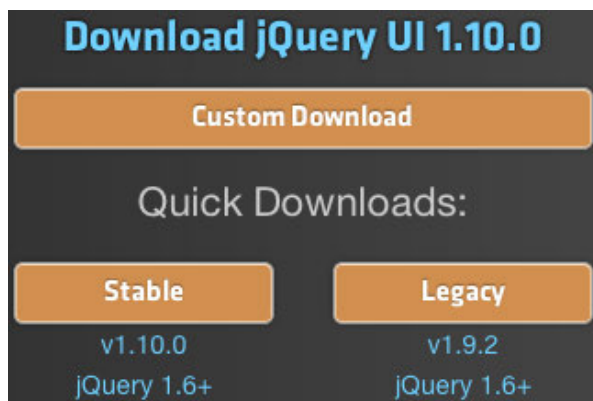 Download jQuery UI 1.10.0
Custom Download
Quick Downloads:
Stable Legacy
v1.10.0 v1.9.2
jQuery 1.6+ jQuery 1.6+